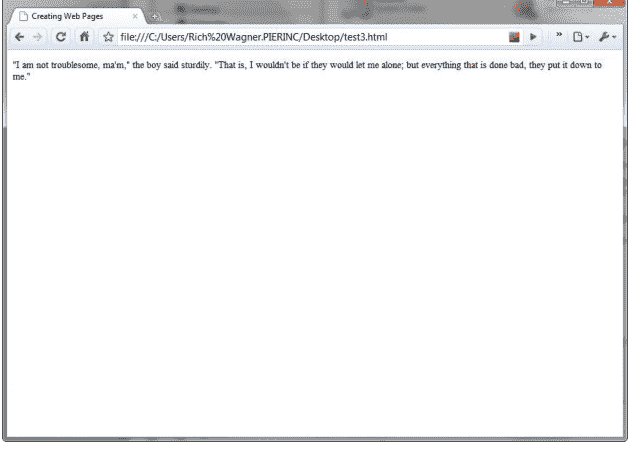 Creating Web Pages
file:///C:/Users/Rich%20Wagner.PIERINC/Desktop/test3.html
"I am not troublesome, ma'm," the boy said sturdily. "That is, I wouldn't be if they would let me alone; but everything that is done bad, they put it down to
me."